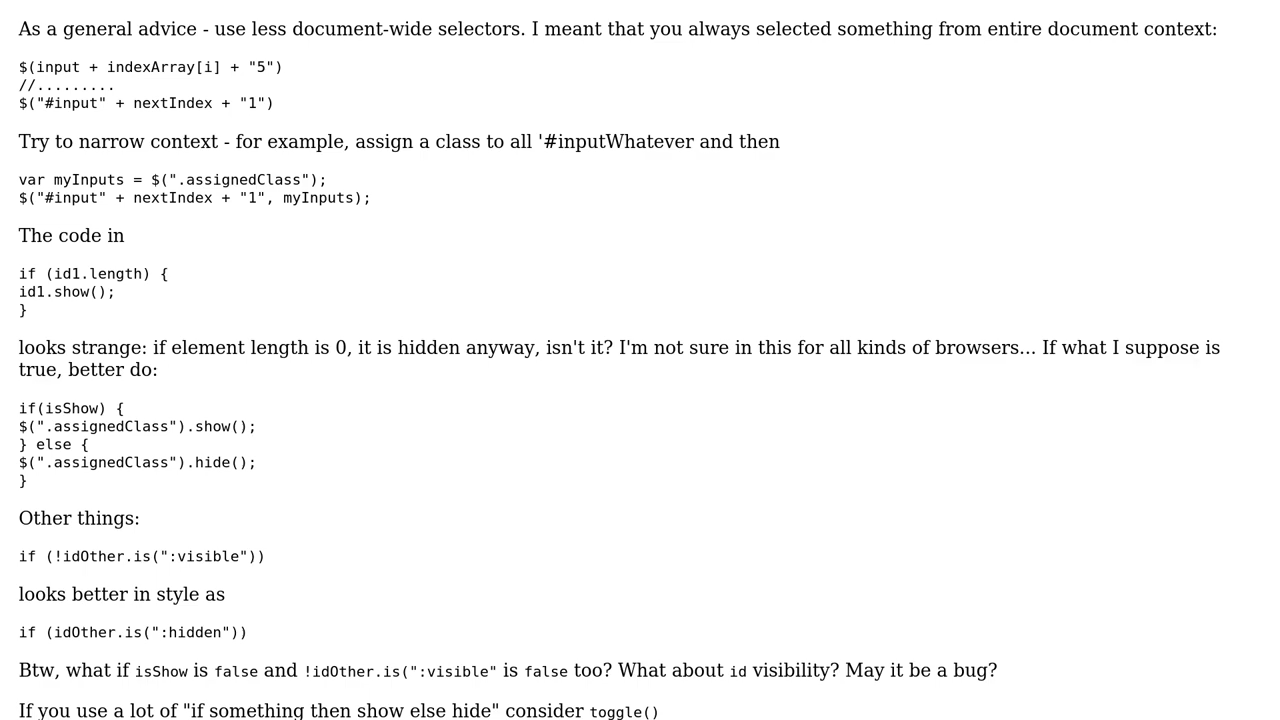 As a general advice - use less document-wide selectors. I meant that you always selected something from entire document context:
$(input + indexArray[i] + "5")
//.........
$("#input" + nextIndex + "1")
Try to narrow context - for example, assign a class to all '#inputWhatever and then
var myInputs = $(".assignedClass");
$("#input" + nextIndex + "1", myInputs);
The code in
if (id1.length) {
id1.show();
}
looks strange: if element length is 0, it is hidden anyway, isn't it? I'm not sure in this for all kinds of browsers... If what I suppose is
true, better do:
if(isShow) {
$(".assignedClass").show();
} else {
$(".assignedClass").hide();
}
Other things:
if (!idOther.is(":visible"))
looks better in style as
if (idOther.is(":hidden"))
Btw, what if isShow is false and !idOther.is(":visible" is false too? What about id visibility? May it be a bug?
If you use a lot of "if something then show else hide" consider toggle()